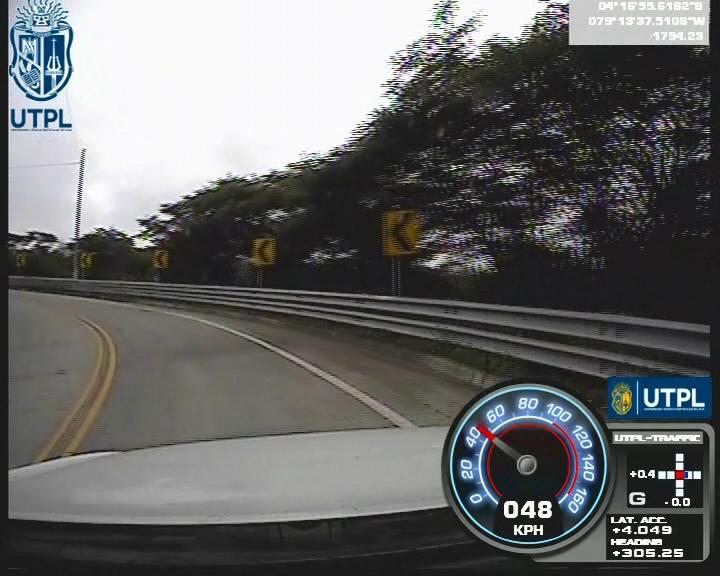 04°16'55.6182"S
079°13'37.5108"W
1794.23
UTPL
UTPL
UTPL-TRAFFIC
+0.4
G
-0.0
LAT. ACC.
+4.049
HEADING
+305.25
0
20
40
60
80
100
120
140
160
048
KPH